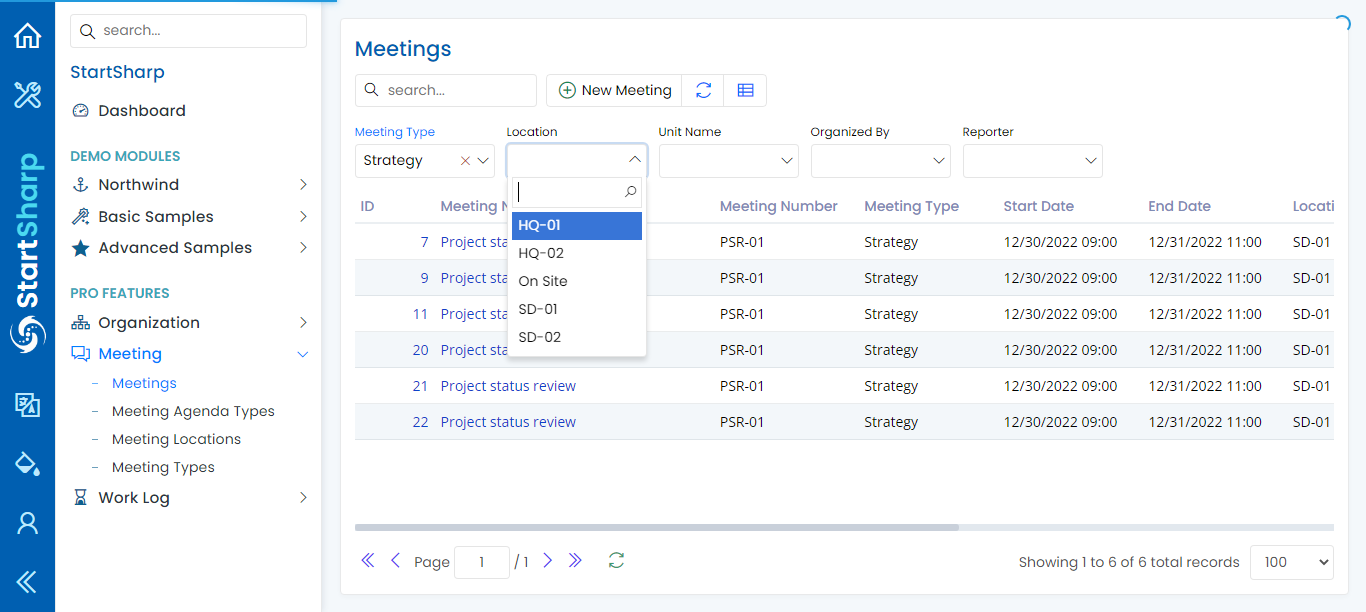 StartSharp
search...
StartSharp
Dashboard
DEMO MODULES
Northwind
Basic Samples
Advanced Samples
PRO FEATURES
Organization
Meeting
– Meetings
– Meeting Agenda Types
– Meeting Locations
– Meeting Types
Work Log
Meetings
search... New Meeting
Meeting Type Location Unit Name Organized By Reporter
Strategy
HQ-01
HQ-02
On Site
SD-01
SD-02
ID Meeting Meeting Number Meeting Type Start Date End Date
7 Project PSR-01 Strategy 12/30/2022 09:00 12/31/2022 11:00 SD-01
9 Project PSR-01 Strategy 12/30/2022 09:00 12/31/2022 11:00 SD-01
11 Project PSR-01 Strategy 12/30/2022 09:00 12/31/2022 11:00 SD-01
20 Project PSR-01 Strategy 12/30/2022 09:00 12/31/2022 11:00 SD-01
21 Project status review PSR-01 Strategy 12/30/2022 09:00 12/31/2022 11:00 SD-01
22 Project status review PSR-01 Strategy 12/30/2022 09:00 12/31/2022 11:00 SD-01
Page 1 / 1 Showing 1 to 6 of 6 total records 100